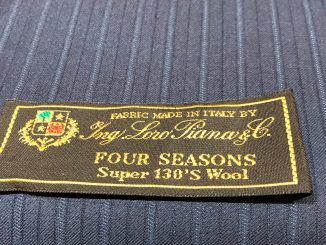 FABRIC MADE IN ITALY BY
Ing. Loro Piana & C.
FOUR SEASONS
Super 130'S Wool